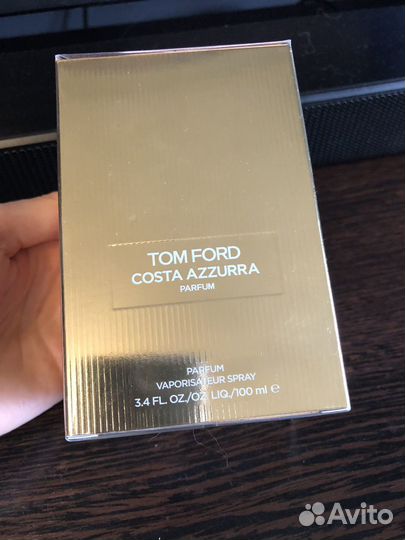 TOM FORD
COSTA AZZURRA
PARFUM
PARFUM
VAPORISATEUR SPRAY
3.4 FL. OZ./OZ. LIQ./100 ml ℮
Avito